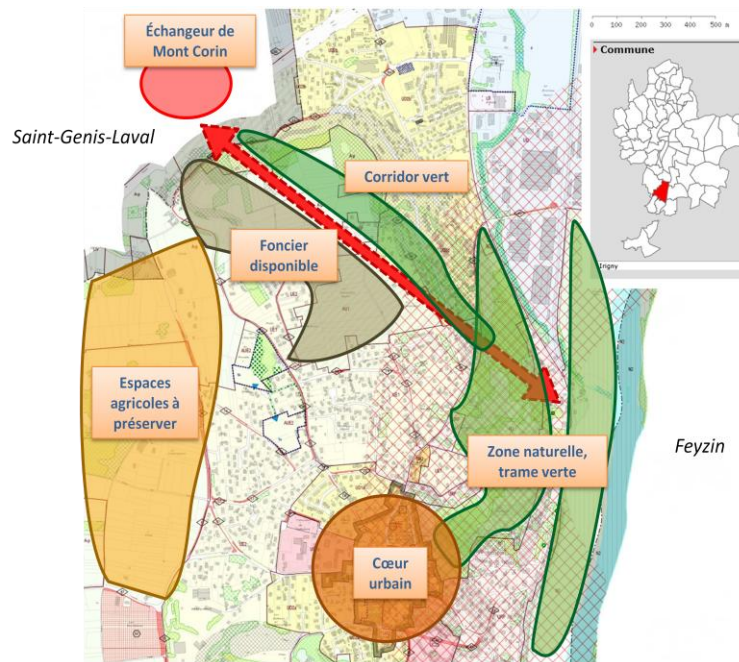 Échangeur de
Mont Corin
0 100 200 300 400 500 m
Commune
Saint-Genis-Laval
Corridor vert
Foncier
disponible
Irigny
Espaces
agricoles à
préserver
Zone naturelle,
trame verte
Feyzin
Cœur
urbain